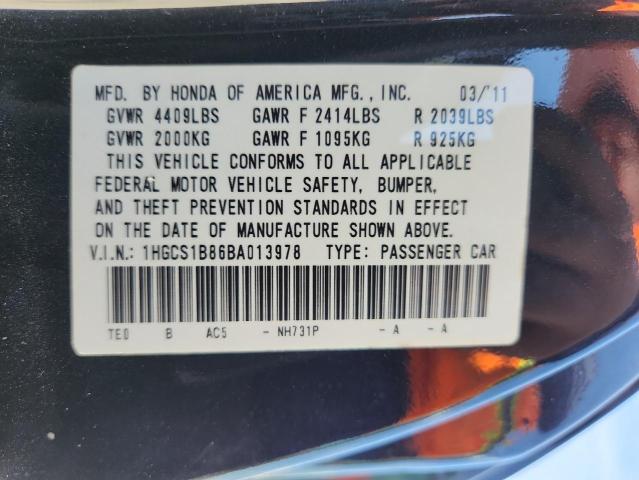 MFD. BY HONDA OF AMERICA MFG., INC. 03/'11
GVWR 4409LBS GAWR F 2414LBS R 2039LBS
GVWR 2000KG GAWR F 1095KG R 925KG
THIS VEHICLE CONFORMS TO ALL APPLICABLE
FEDERAL MOTOR VEHICLE SAFETY, BUMPER,
AND THEFT PREVENTION STANDARDS IN EFFECT
ON THE DATE OF MANUFACTURE SHOWN ABOVE.
V.I.N.: 1HGCS1B86BA013978 TYPE: PASSENGER CAR
TE0 B AC5 - NH731P - A - A